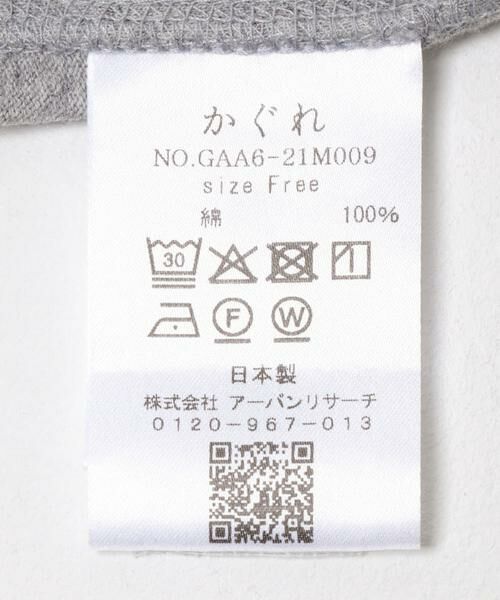 かぐれ
NO.GAA6-21M009
size Free
綿 100%
30
F W
日本製
株式会社 アーバンリサーチ
0120-967-013